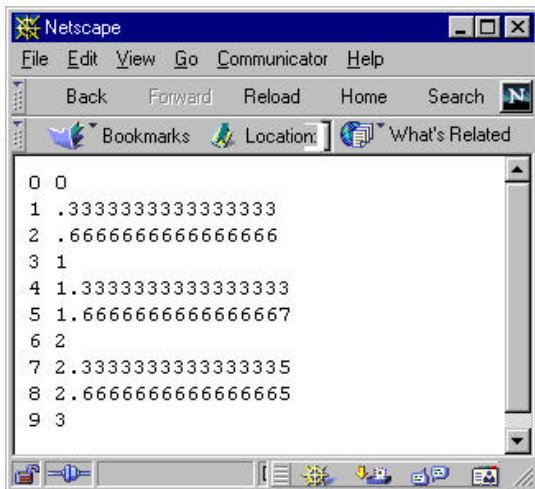 Netscape
File Edit View Go Communicator Help
Back Forward Reload Home Search N
Bookmarks Location: What's Related
0 0
1 .3333333333333333
2 .6666666666666666
3 1
4 1.3333333333333333
5 1.6666666666666667
6 2
7 2.3333333333333335
8 2.6666666666666665
9 3